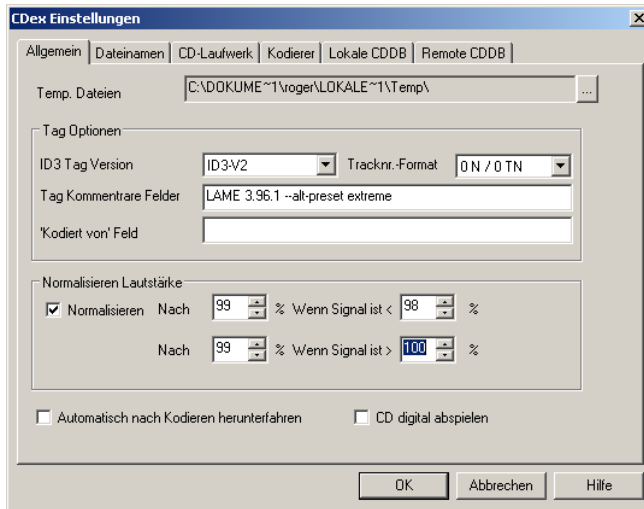 CDex Einstellungen
Allgemein Dateinamen CD-Laufwerk Kodierer Lokale CDDB Remote CDDB
Temp. Dateien C:\DOKUME~1\roger\LOKALE~1\Temp\ ...
Tag Optionen
ID3 Tag Version ID3-V2 Tracknr.-Format 0 N / 0 TN
Tag Kommentrare Felder LAME 3.96.1 --alt-preset extreme
'Kodiert von' Feld
Normalisieren Lautstärke
Normalisieren Nach 99 % Wenn Signal ist < 98 %
Nach 99 % Wenn Signal ist > 100 %
Automatisch nach Kodieren herunterfahren CD digital abspielen
OK Abbrechen Hilfe